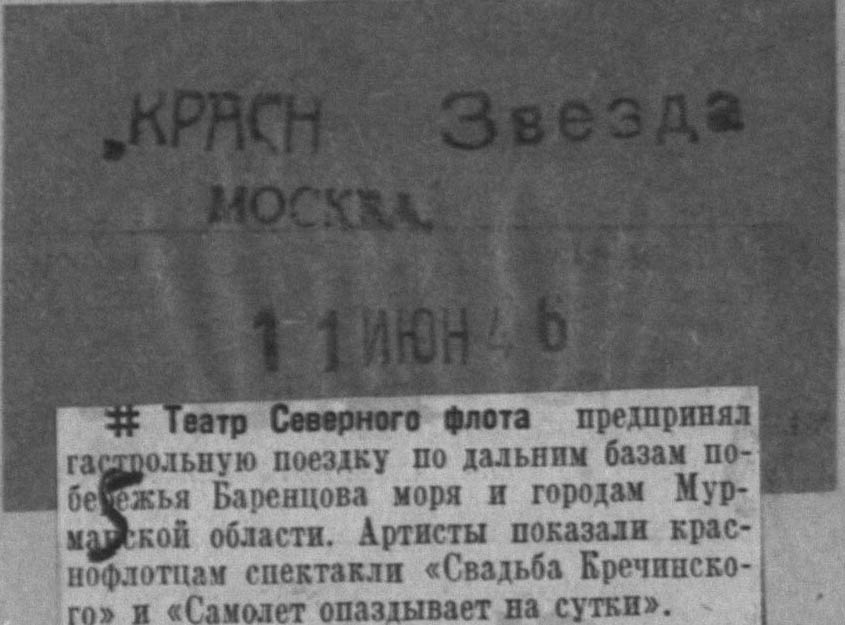 „КРАСН Звезда
МОСКВА
11 ИЮН 46
# Театр Северного флота предпринял
гастрольную поездку по дальним базам по-
бережья Баренцова моря и городам Мур-
манской области. Артисты показали крас-
нофлотцам спектакли «Свадьба Кречинско-
го» и «Самолет опаздывает на сутки».
5